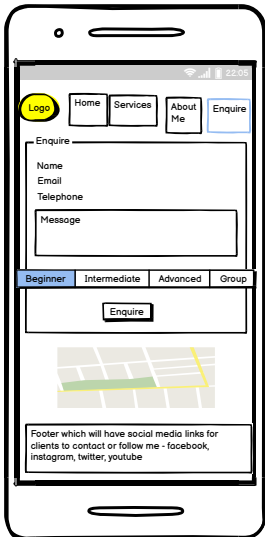 22:05
Logo
Home
Services
About
Me
Enquire
Enquire
Name
Email
Telephone
Message
Beginner
Intermediate
Advanced
Group
Enquire
Footer which will have social media links for
clients to contact or follow me - facebook,
instagram, twitter, youtube